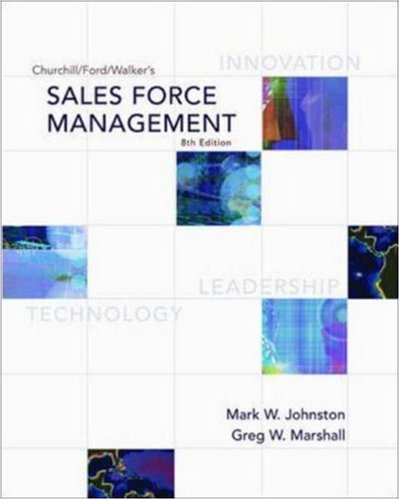 INNOVATION
Churchill/Ford/Walker's
SALES FORCE
MANAGEMENT
8th Edition
LEADERSHIP
TECHNOLOGY
Mark W. Johnston
Greg W. Marshall